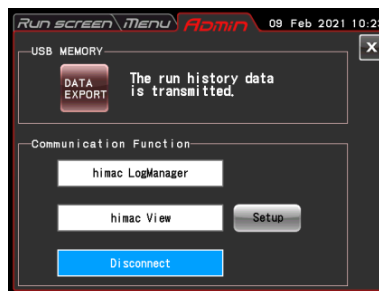 Run screen Menu Admin 09 Feb 2021 10:2
USB MEMORY
DATA
EXPORT
The run history data
is transmitted.
X
Communication Function
himac LogManager
himac View
Setup
Disconnect